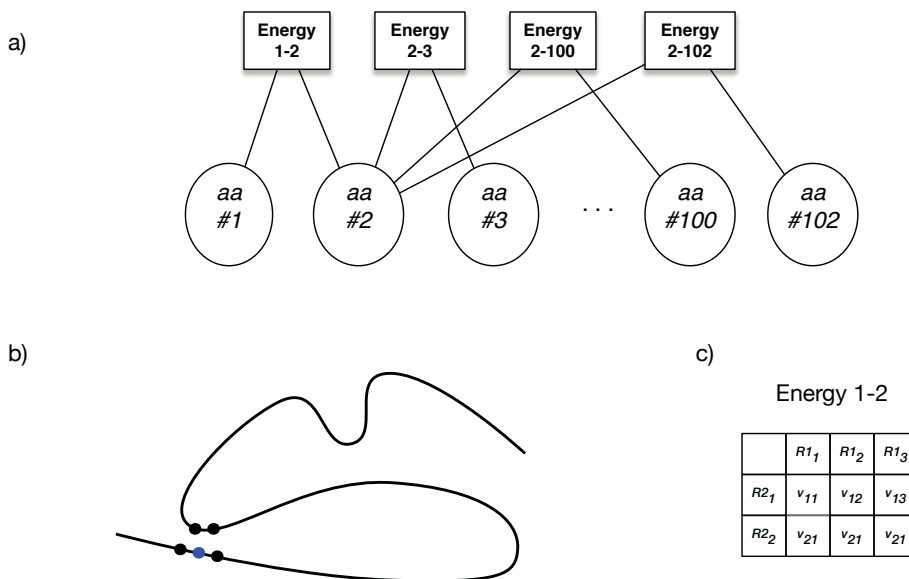 a)
Energy
1-2
Energy
2-3
Energy
2-100
Energy
2-102
aa
#1
aa
#2
aa
#3
. . .
aa
#100
aa
#102
b)
c)
Energy 1-2
R1₁ R1₂ R1₃
R2₁ v₁₁ v₁₂ v₁₃
R2₂ v₂₁ v₂₁ v₂₁